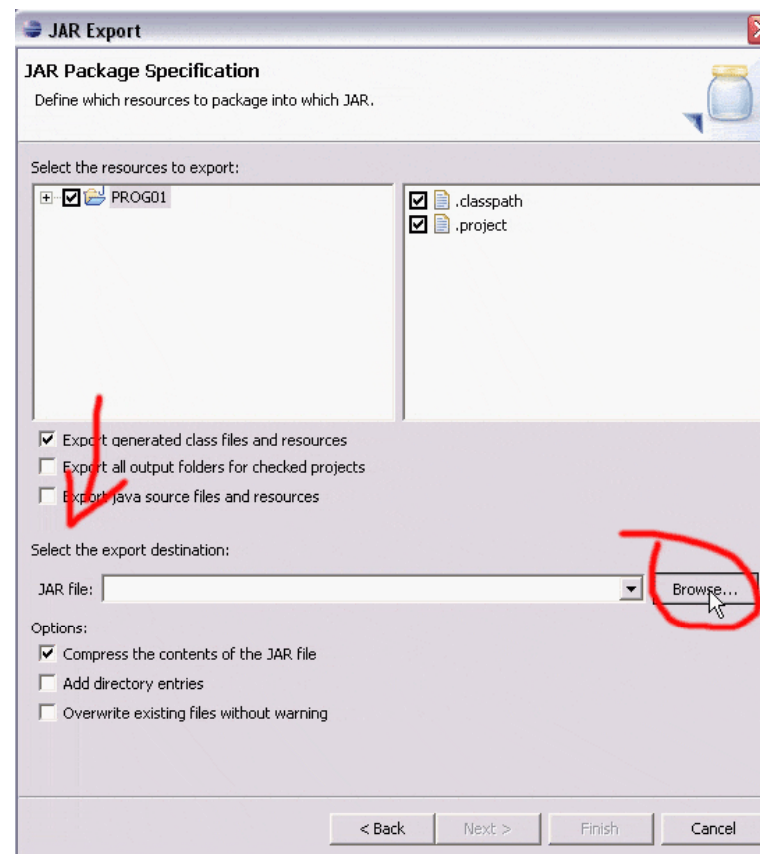 JAR Export
JAR Package Specification
Define which resources to package into which JAR.
Select the resources to export:
PROG01
.classpath
.project
Export generated class files and resources
Export all output folders for checked projects
Export java source files and resources
Select the export destination:
JAR file:
Browse...
Options:
Compress the contents of the JAR file
Add directory entries
Overwrite existing files without warning
< Back
Next >
Finish
Cancel